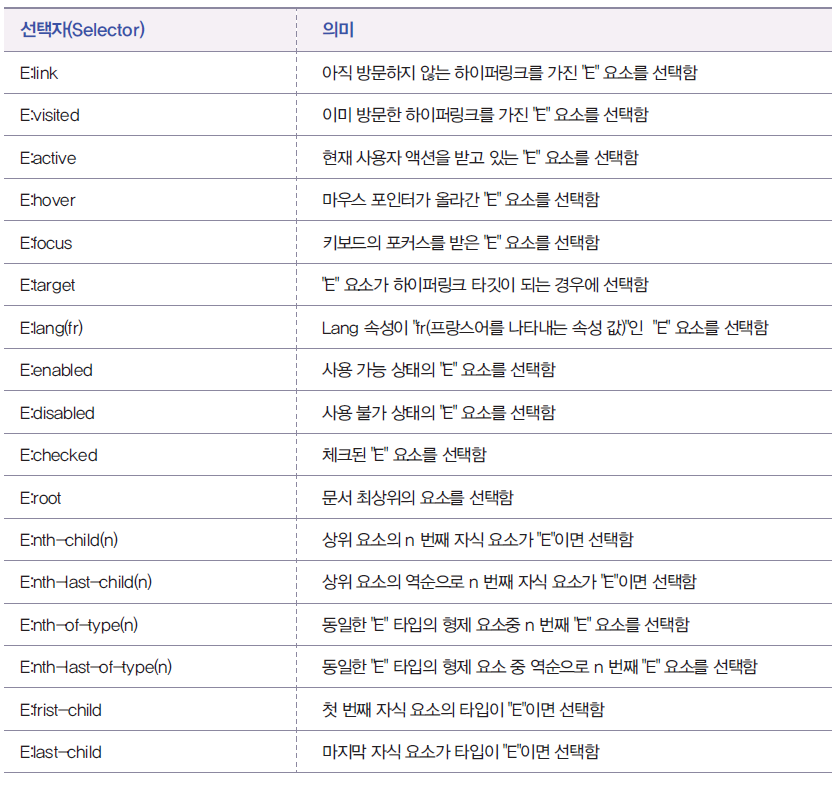 선택자(Selector) 의미
E:link 아직 방문하지 않는 하이퍼링크를 가진 "E" 요소를 선택함
E:visited 이미 방문한 하이퍼링크를 가진 "E" 요소를 선택함
E:active 현재 사용자 액션을 받고 있는 "E" 요소를 선택함
E:hover 마우스 포인터가 올라간 "E" 요소를 선택함
E:focus 키보드의 포커스를 받은 "E" 요소를 선택함
E:target "E" 요소가 하이퍼링크 타깃이 되는 경우에 선택함
E:lang(fr) Lang 속성이 "fr(프랑스어를 나타내는 속성 값)"인 "E" 요소를 선택함
E:enabled 사용 가능 상태의 "E" 요소를 선택함
E:disabled 사용 불가 상태의 "E" 요소를 선택함
E:checked 체크된 "E" 요소를 선택함
E:root 문서 최상위의 요소를 선택함
E:nth-child(n) 상위 요소의 n 번째 자식 요소가 "E"이면 선택함
E:nth-last-child(n) 상위 요소의 역순으로 n 번째 자식 요소가 "E"이면 선택함
E:nth-of-type(n) 동일한 "E" 타입의 형제 요소중 n 번째 "E" 요소를 선택함
E:nth-last-of-type(n) 동일한 "E" 타입의 형제 요소 중 역순으로 n 번째 "E" 요소를 선택함
E:frist-child 첫 번째 자식 요소의 타입이 "E"이면 선택함
E:last-child 마지막 자식 요소가 타입이 "E"이면 선택함